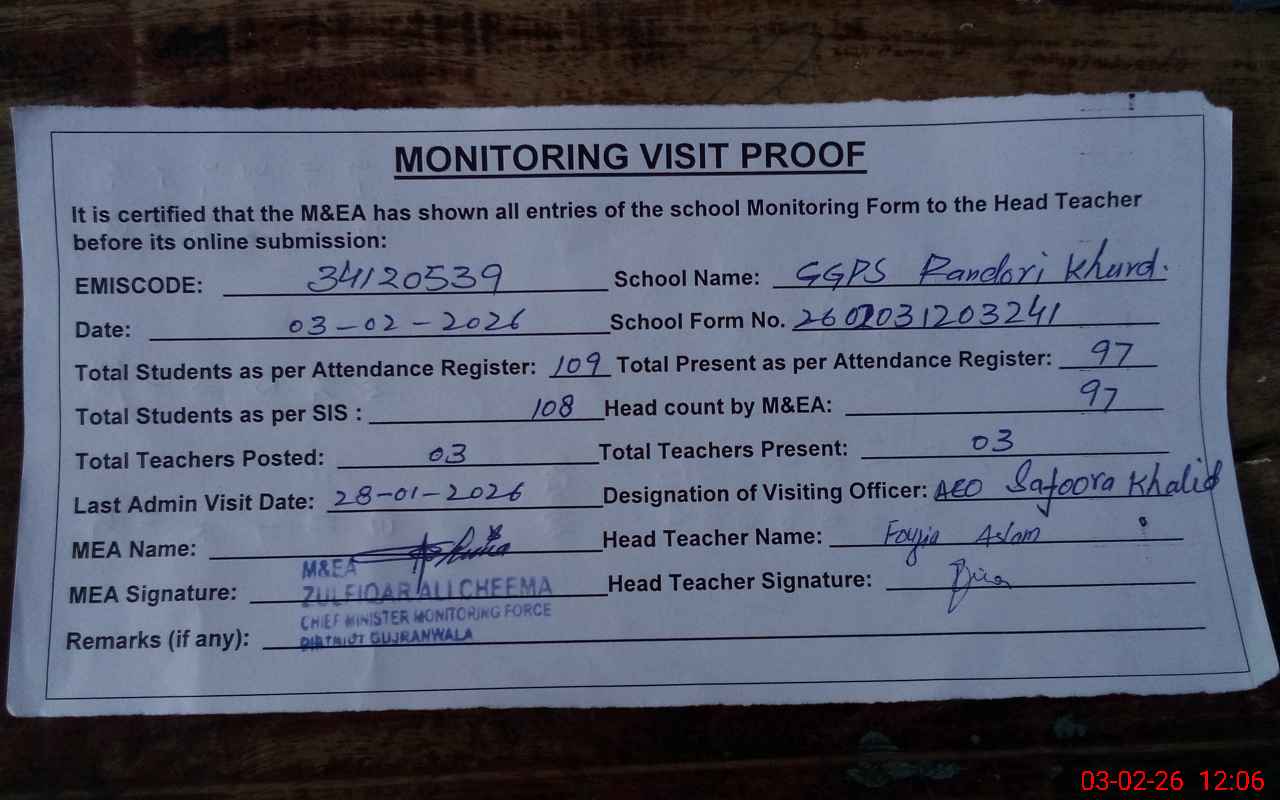 MONITORING VISIT PROOF
It is certified that the M&EA has shown all entries of the school Monitoring Form to the Head Teacher
before its online submission:
EMISCODE: 34120539 School Name: GGPS Pandori Khurd.
Date: 03-02-2026 School Form No. 2602031203241
Total Students as per Attendance Register: 109 Total Present as per Attendance Register: 97
Total Students as per SIS : 108 Head count by M&EA: 97
Total Teachers Posted: 03 Total Teachers Present: 03
Last Admin Visit Date: 28-01-2026 Designation of Visiting Officer: AEO Safoora Khalid
MEA Name: Head Teacher Name: Fozia Aslam
M&EA
MEA Signature: ZULFIQAR ALI CHEEMA Head Teacher Signature:
CHIEF MINISTER MONITORING FORCE
Remarks (if any): DISTRICT GUJRANWALA
03-02-26 12:06